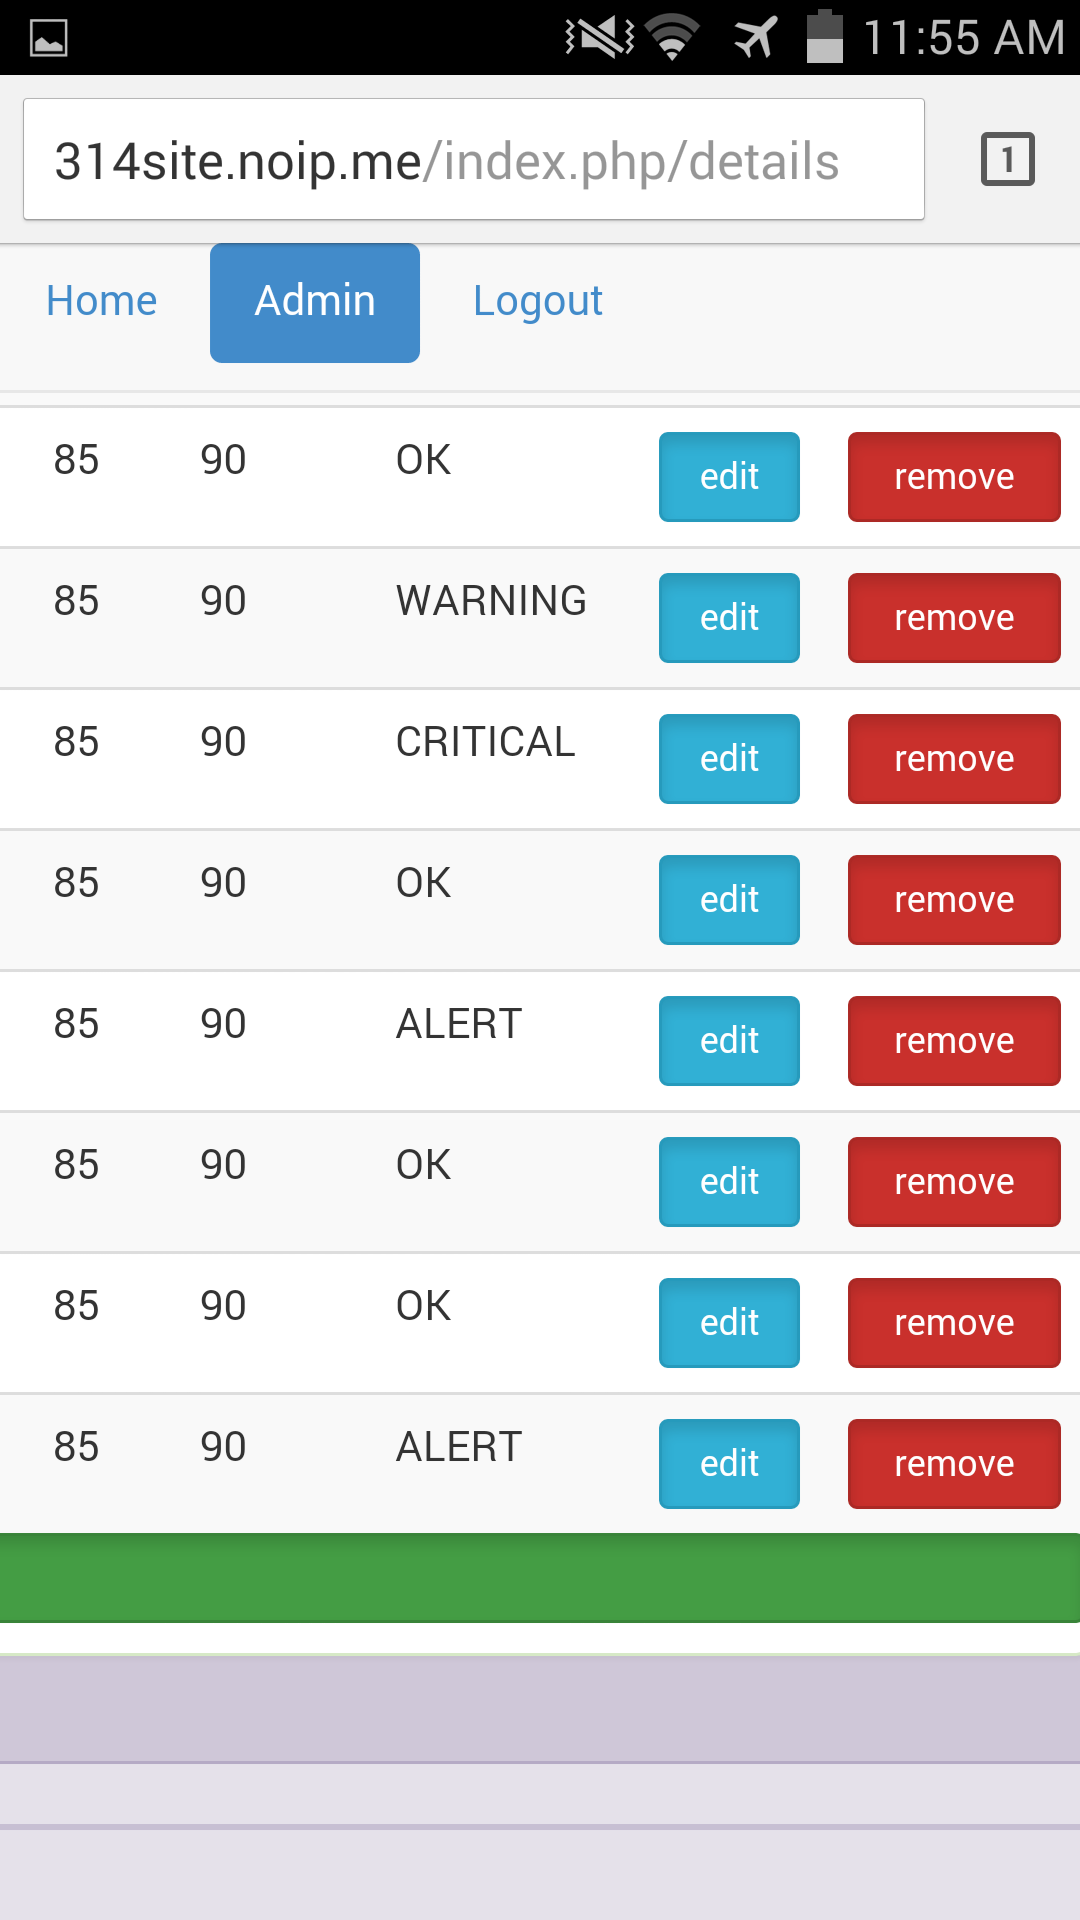 11:55 AM
314site.noip.me/index.php/details
1
Home Admin Logout
85 90 OK edit remove
85 90 WARNING edit remove
85 90 CRITICAL edit remove
85 90 OK edit remove
85 90 ALERT edit remove
85 90 OK edit remove
85 90 OK edit remove
85 90 ALERT edit remove